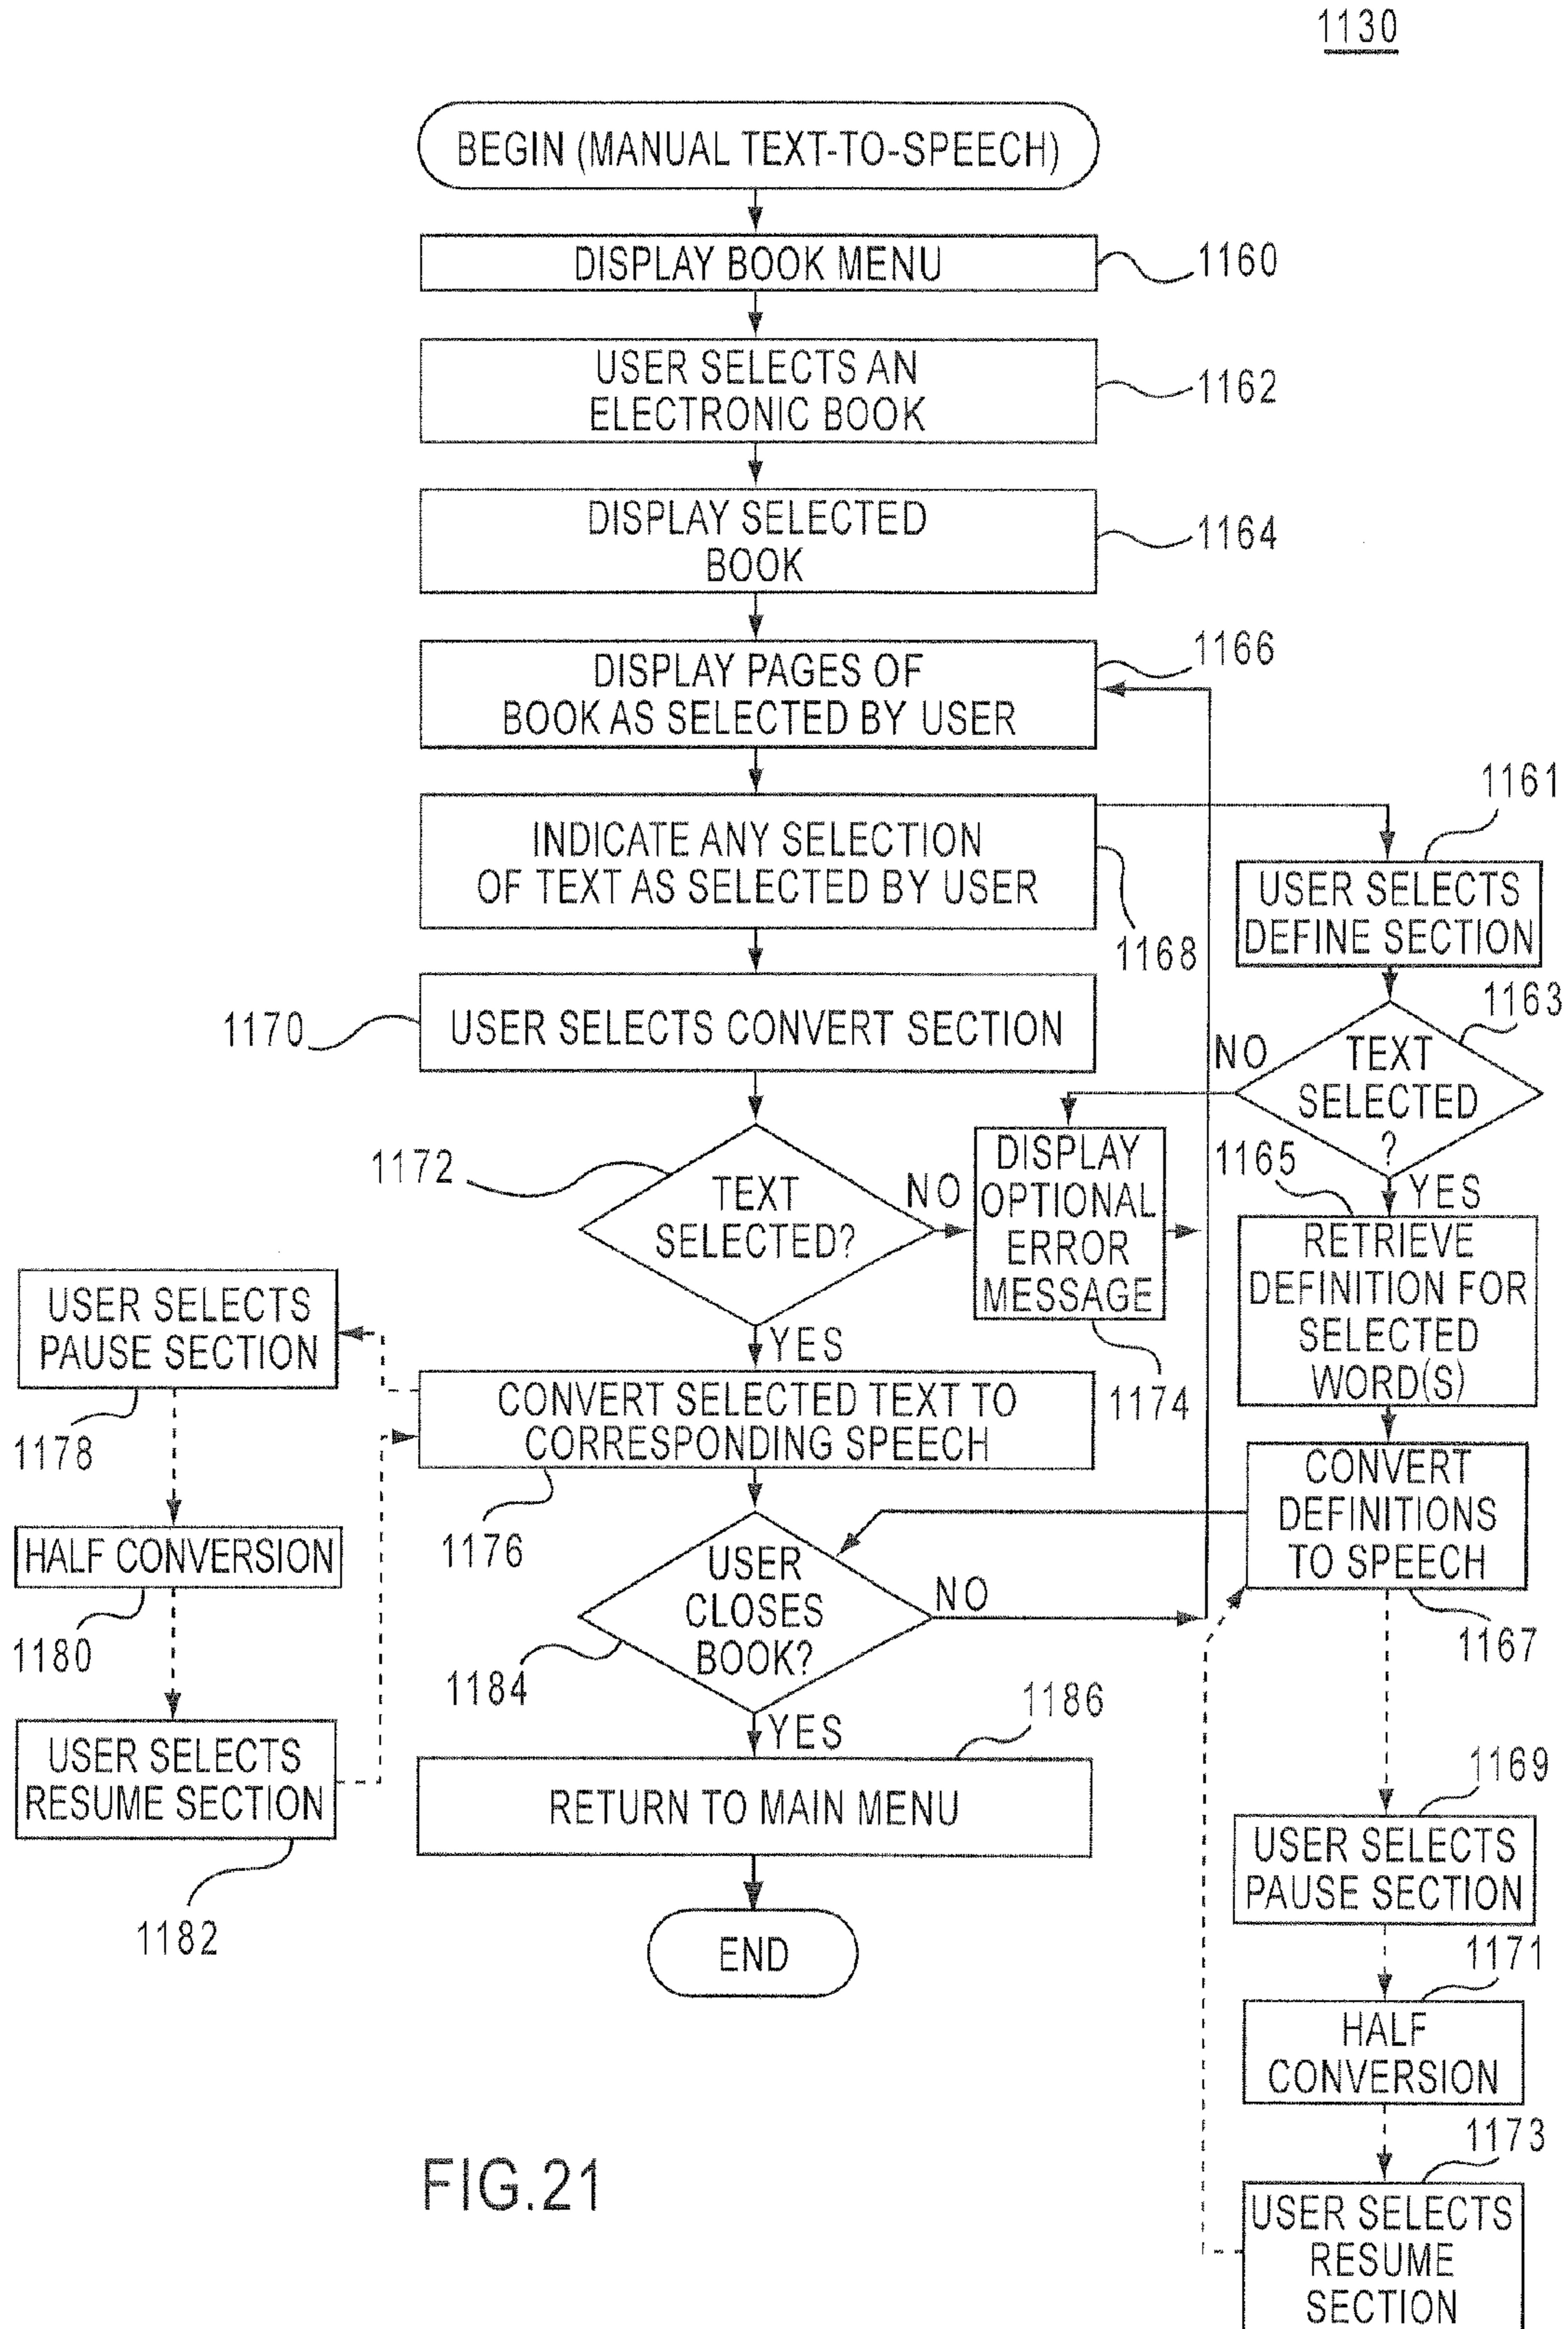 1130
BEGIN (MANUAL TEXT-TO-SPEECH)
DISPLAY BOOK MENU
1160
USER SELECTS AN
ELECTRONIC BOOK
1162
DISPLAY SELECTED
BOOK
1164
DISPLAY PAGES OF
BOOK AS SELECTED BY USER
1166
INDICATE ANY SELECTION
OF TEXT AS SELECTED BY USER
1168
1161
USER SELECTS
DEFINE SECTION
1170
USER SELECTS CONVERT SECTION
1163
TEXT
SELECTED
?
NO
YES
1172
TEXT
SELECTED?
NO
YES
DISPLAY
OPTIONAL
ERROR
MESSAGE
1174
1165
RETRIEVE
DEFINITION FOR
SELECTED
WORD(S)
USER SELECTS
PAUSE SECTION
1178
CONVERT SELECTED TEXT TO
CORRESPONDING SPEECH
1176
CONVERT
DEFINITIONS
TO SPEECH
1167
HALF CONVERSION
1180
USER
CLOSES
BOOK?
NO
1184
YES
USER SELECTS
RESUME SECTION
1182
1186
RETURN TO MAIN MENU
1169
USER SELECTS
PAUSE SECTION
END
1171
HALF
CONVERSION
1173
USER SELECTS
RESUME
SECTION
FIG.21